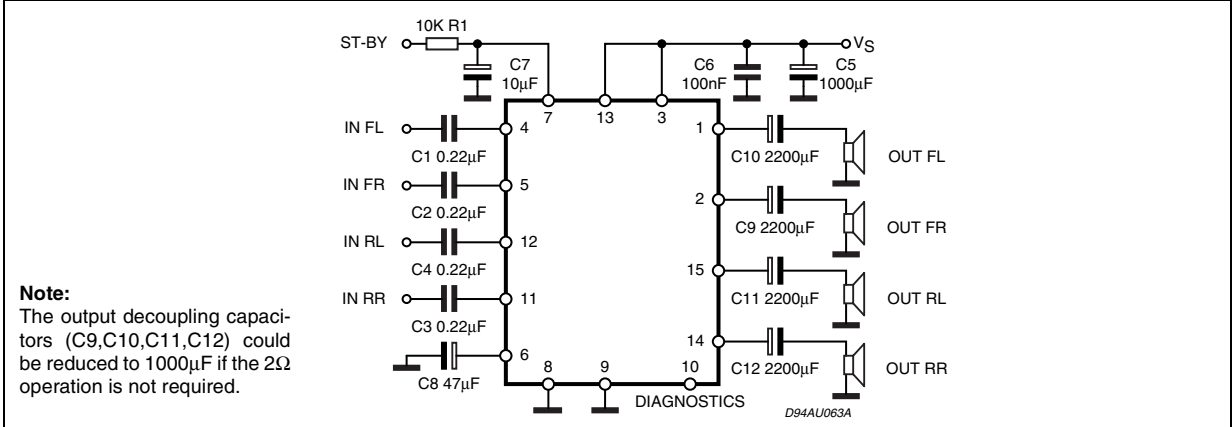 10K R1
ST-BY
VS
C7
10µF
C6
100nF
C5
1000µF
7
13
3
IN FL
4
C1 0.22µF
IN FR
5
C2 0.22µF
IN RL
12
C4 0.22µF
IN RR
11
C3 0.22µF
6
C8 47µF
8
9
10
DIAGNOSTICS
1
C10 2200µF
OUT FL
2
C9 2200µF
OUT FR
15
C11 2200µF
OUT RL
14
C12 2200µF
OUT RR
D94AU063A
Note:
The output decoupling capaci-
tors (C9,C10,C11,C12) could
be reduced to 1000µF if the 2Ω
operation is not required.